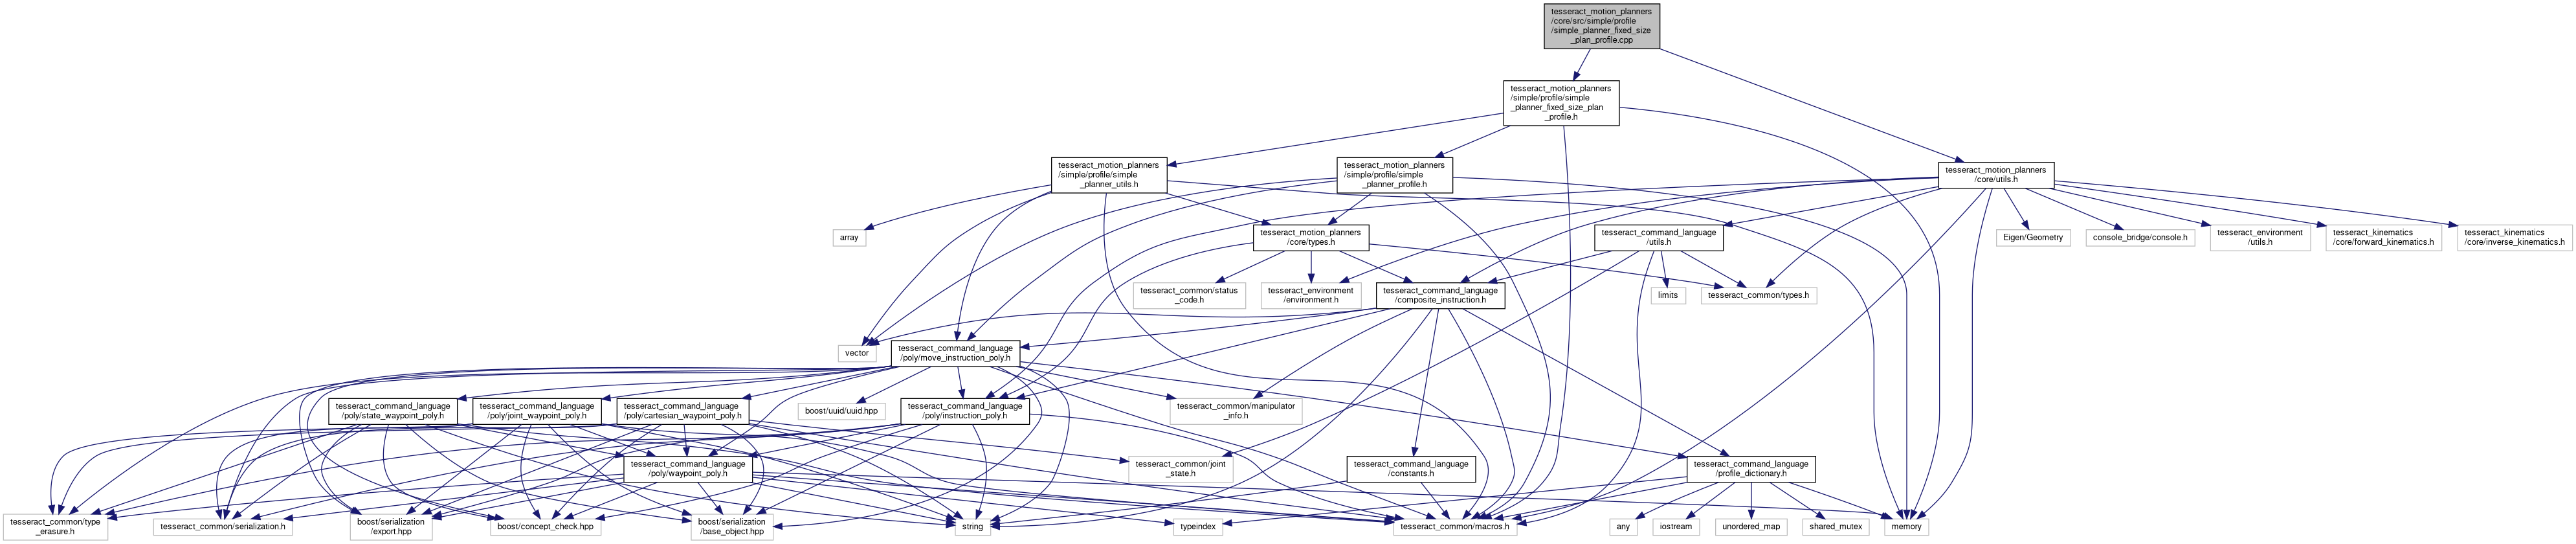 tesseract_motion_planners
/core/src/simple/profile
/simple_planner_fixed_size
_plan_profile.cpp
tesseract_motion_planners
/simple/profile/simple
_planner_fixed_size_plan
_profile.h
tesseract_motion_planners
/simple/profile/simple
_planner_utils.h
tesseract_motion_planners
/simple/profile/simple
_planner_profile.h
tesseract_motion_planners
/core/utils.h
array
tesseract_motion_planners
/core/types.h
tesseract_command_language
/utils.h
Eigen/Geometry
console_bridge/console.h
tesseract_environment
/utils.h
tesseract_kinematics
/core/forward_kinematics.h
tesseract_kinematics
/core/inverse_kinematics.h
tesseract_common/status
_code.h
tesseract_environment
/environment.h
tesseract_command_language
/composite_instruction.h
limits
tesseract_common/types.h
vector
tesseract_command_language
/poly/move_instruction_poly.h
tesseract_command_language
/poly/state_waypoint_poly.h
tesseract_command_language
/poly/joint_waypoint_poly.h
tesseract_command_language
/poly/cartesian_waypoint_poly.h
boost/uuid/uuid.hpp
tesseract_command_language
/poly/instruction_poly.h
tesseract_common/manipulator
_info.h
tesseract_command_language
/poly/waypoint_poly.h
tesseract_common/joint
_state.h
tesseract_command_language
/constants.h
tesseract_command_language
/profile_dictionary.h
tesseract_common/type
_erasure.h
tesseract_common/serialization.h
boost/serialization
/export.hpp
boost/concept_check.hpp
boost/serialization
/base_object.hpp
string
typeindex
tesseract_common/macros.h
any
iostream
unordered_map
shared_mutex
memory